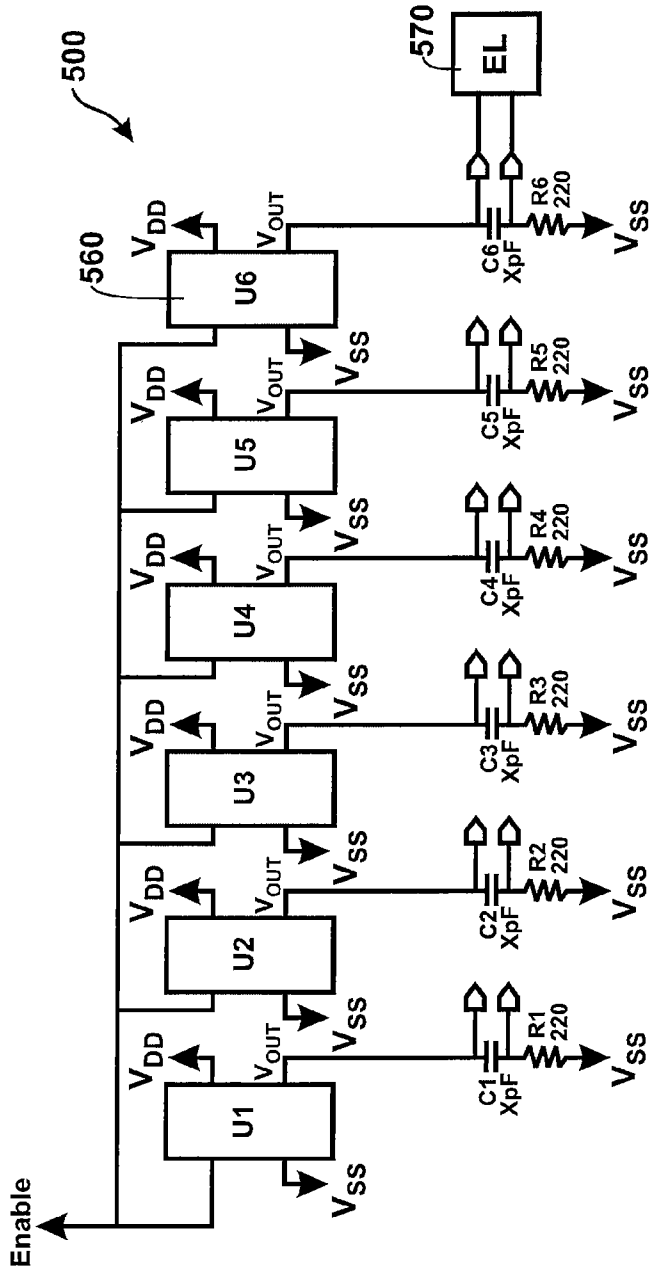 500
Enable
VDD
VDD
VDD
VDD
VDD
VDD
560
U1
U2
U3
U4
U5
U6
VOUT
VOUT
VOUT
VOUT
VOUT
VOUT
VSS
VSS
VSS
VSS
VSS
VSS
570
EL
C1
XpF
C2
XpF
C3
XpF
C4
XpF
C5
XpF
C6
XpF
R1
220
R2
220
R3
220
R4
220
R5
220
R6
220
VSS
VSS
VSS
VSS
VSS
VSS